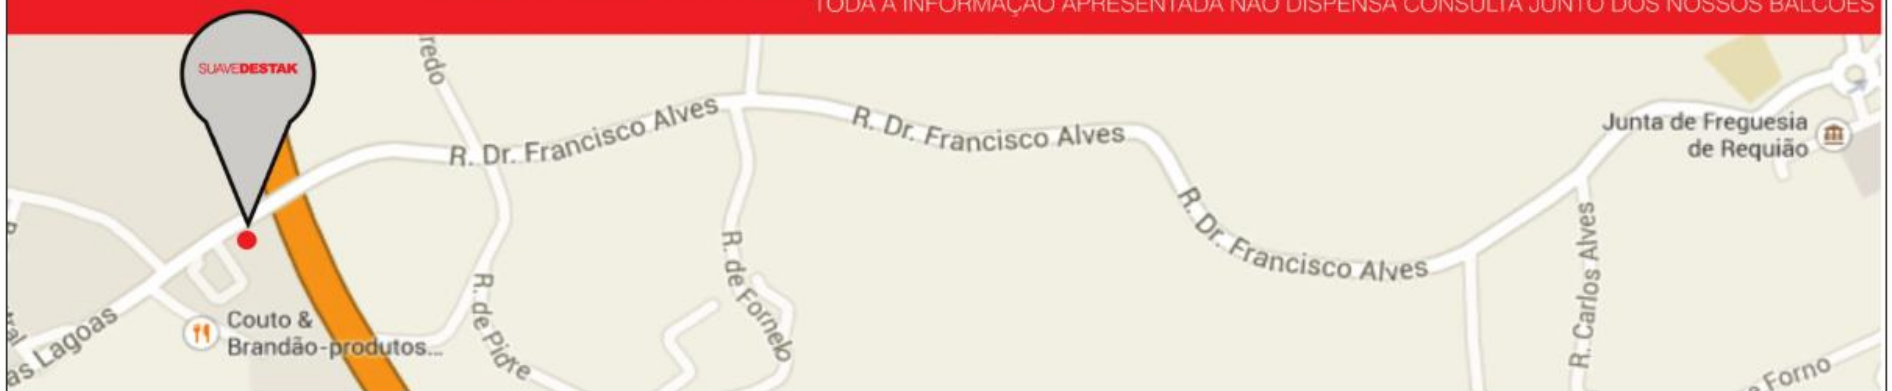 TODA A INFORMAÇÃO APRESENTADA NÃO DISPENSA CONSULTA JUNTO DOS NOSSOS BALCÕES
SUAVEDESTAK
redo
R. Dr. Francisco Alves
R. Dr. Francisco Alves
Junta de Freguesia
de Requião
R. Dr. Francisco Alves
R. de Fornelo
R. Carlos Alves
R. de Pidre
Couto &
Brandão-produtos...
as Lagoas
Forno